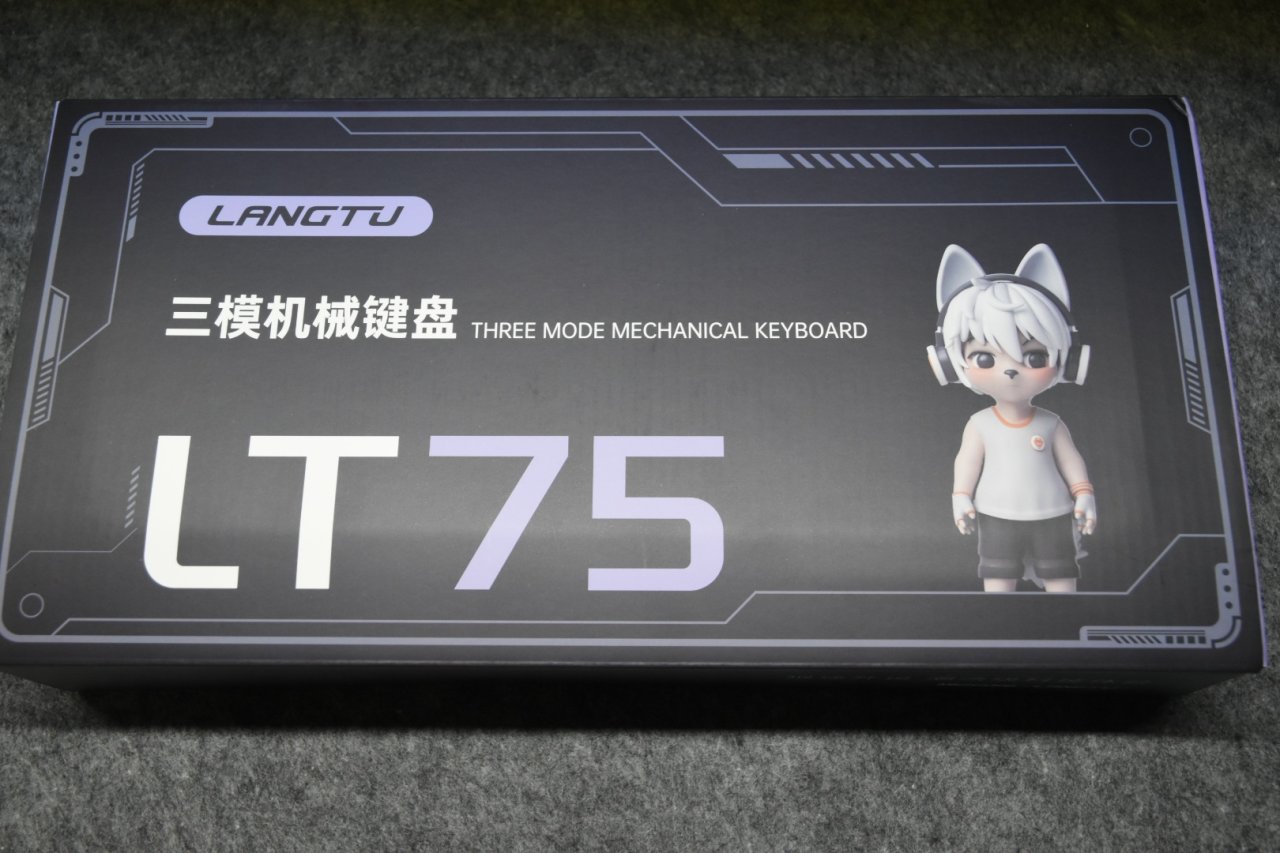 LANGTU
三模机械键盘 THREE MODE MECHANICAL KEYBOARD
LT75